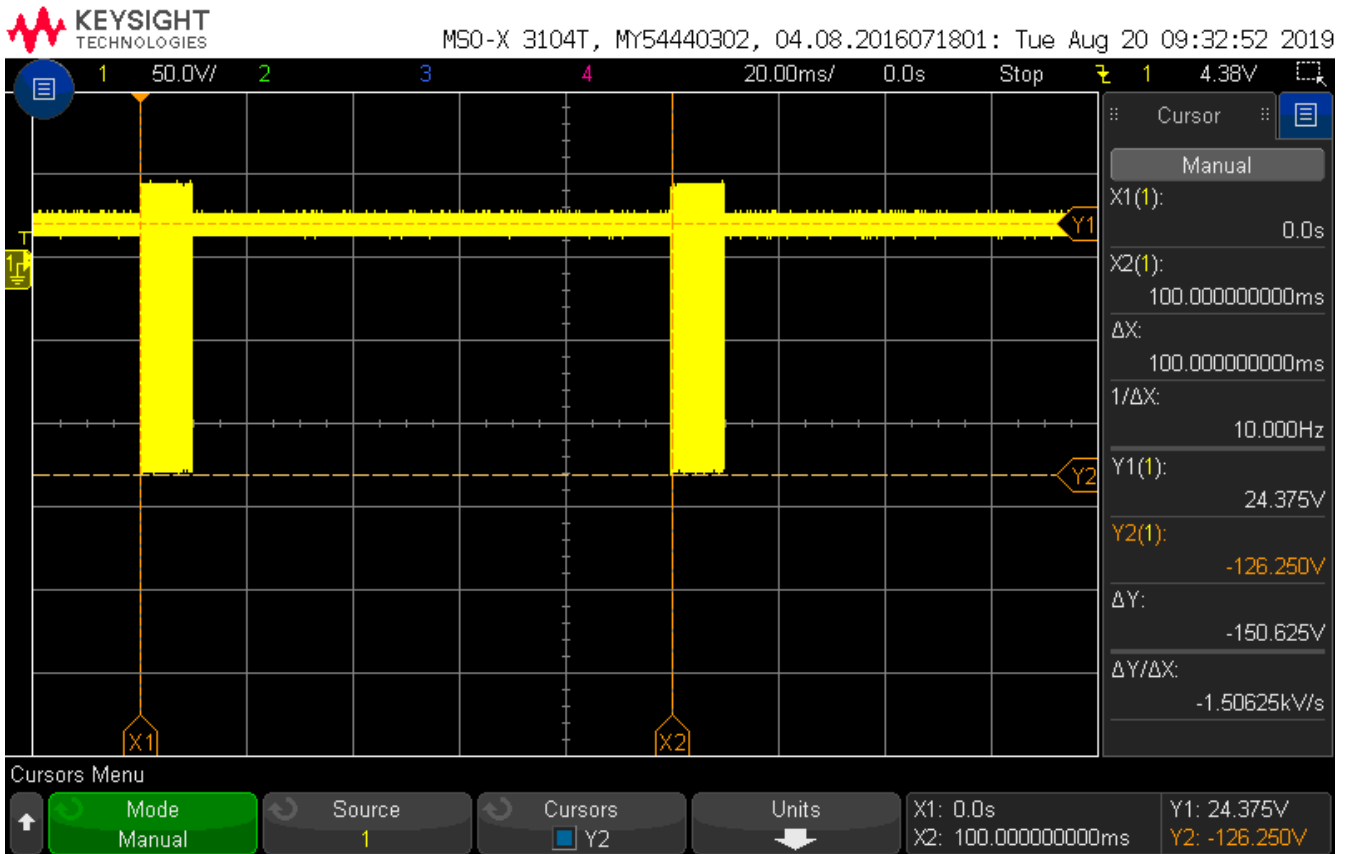 KEYSIGHT
TECHNOLOGIES
MSO-X 3104T, MY54440302, 04.08.2016071801: Tue Aug 20 09:32:52 2019
1 50.0V/ 2 3 4 20.00ms/ 0.0s Stop 1 4.38V
Cursor
Manual
X1(1):
0.0s
X2(1):
100.000000000ms
ΔX:
100.000000000ms
1/ΔX:
10.000Hz
Y1(1):
24.375V
Y2(1):
-126.250V
ΔY:
-150.625V
ΔY/ΔX:
-1.50625kV/s
T
1
Y1
Y2
X1 X2
Cursors Menu
Mode
Manual
Source
1
Cursors
Y2
Units
X1: 0.0s
X2: 100.000000000ms
Y1: 24.375V
Y2: -126.250V